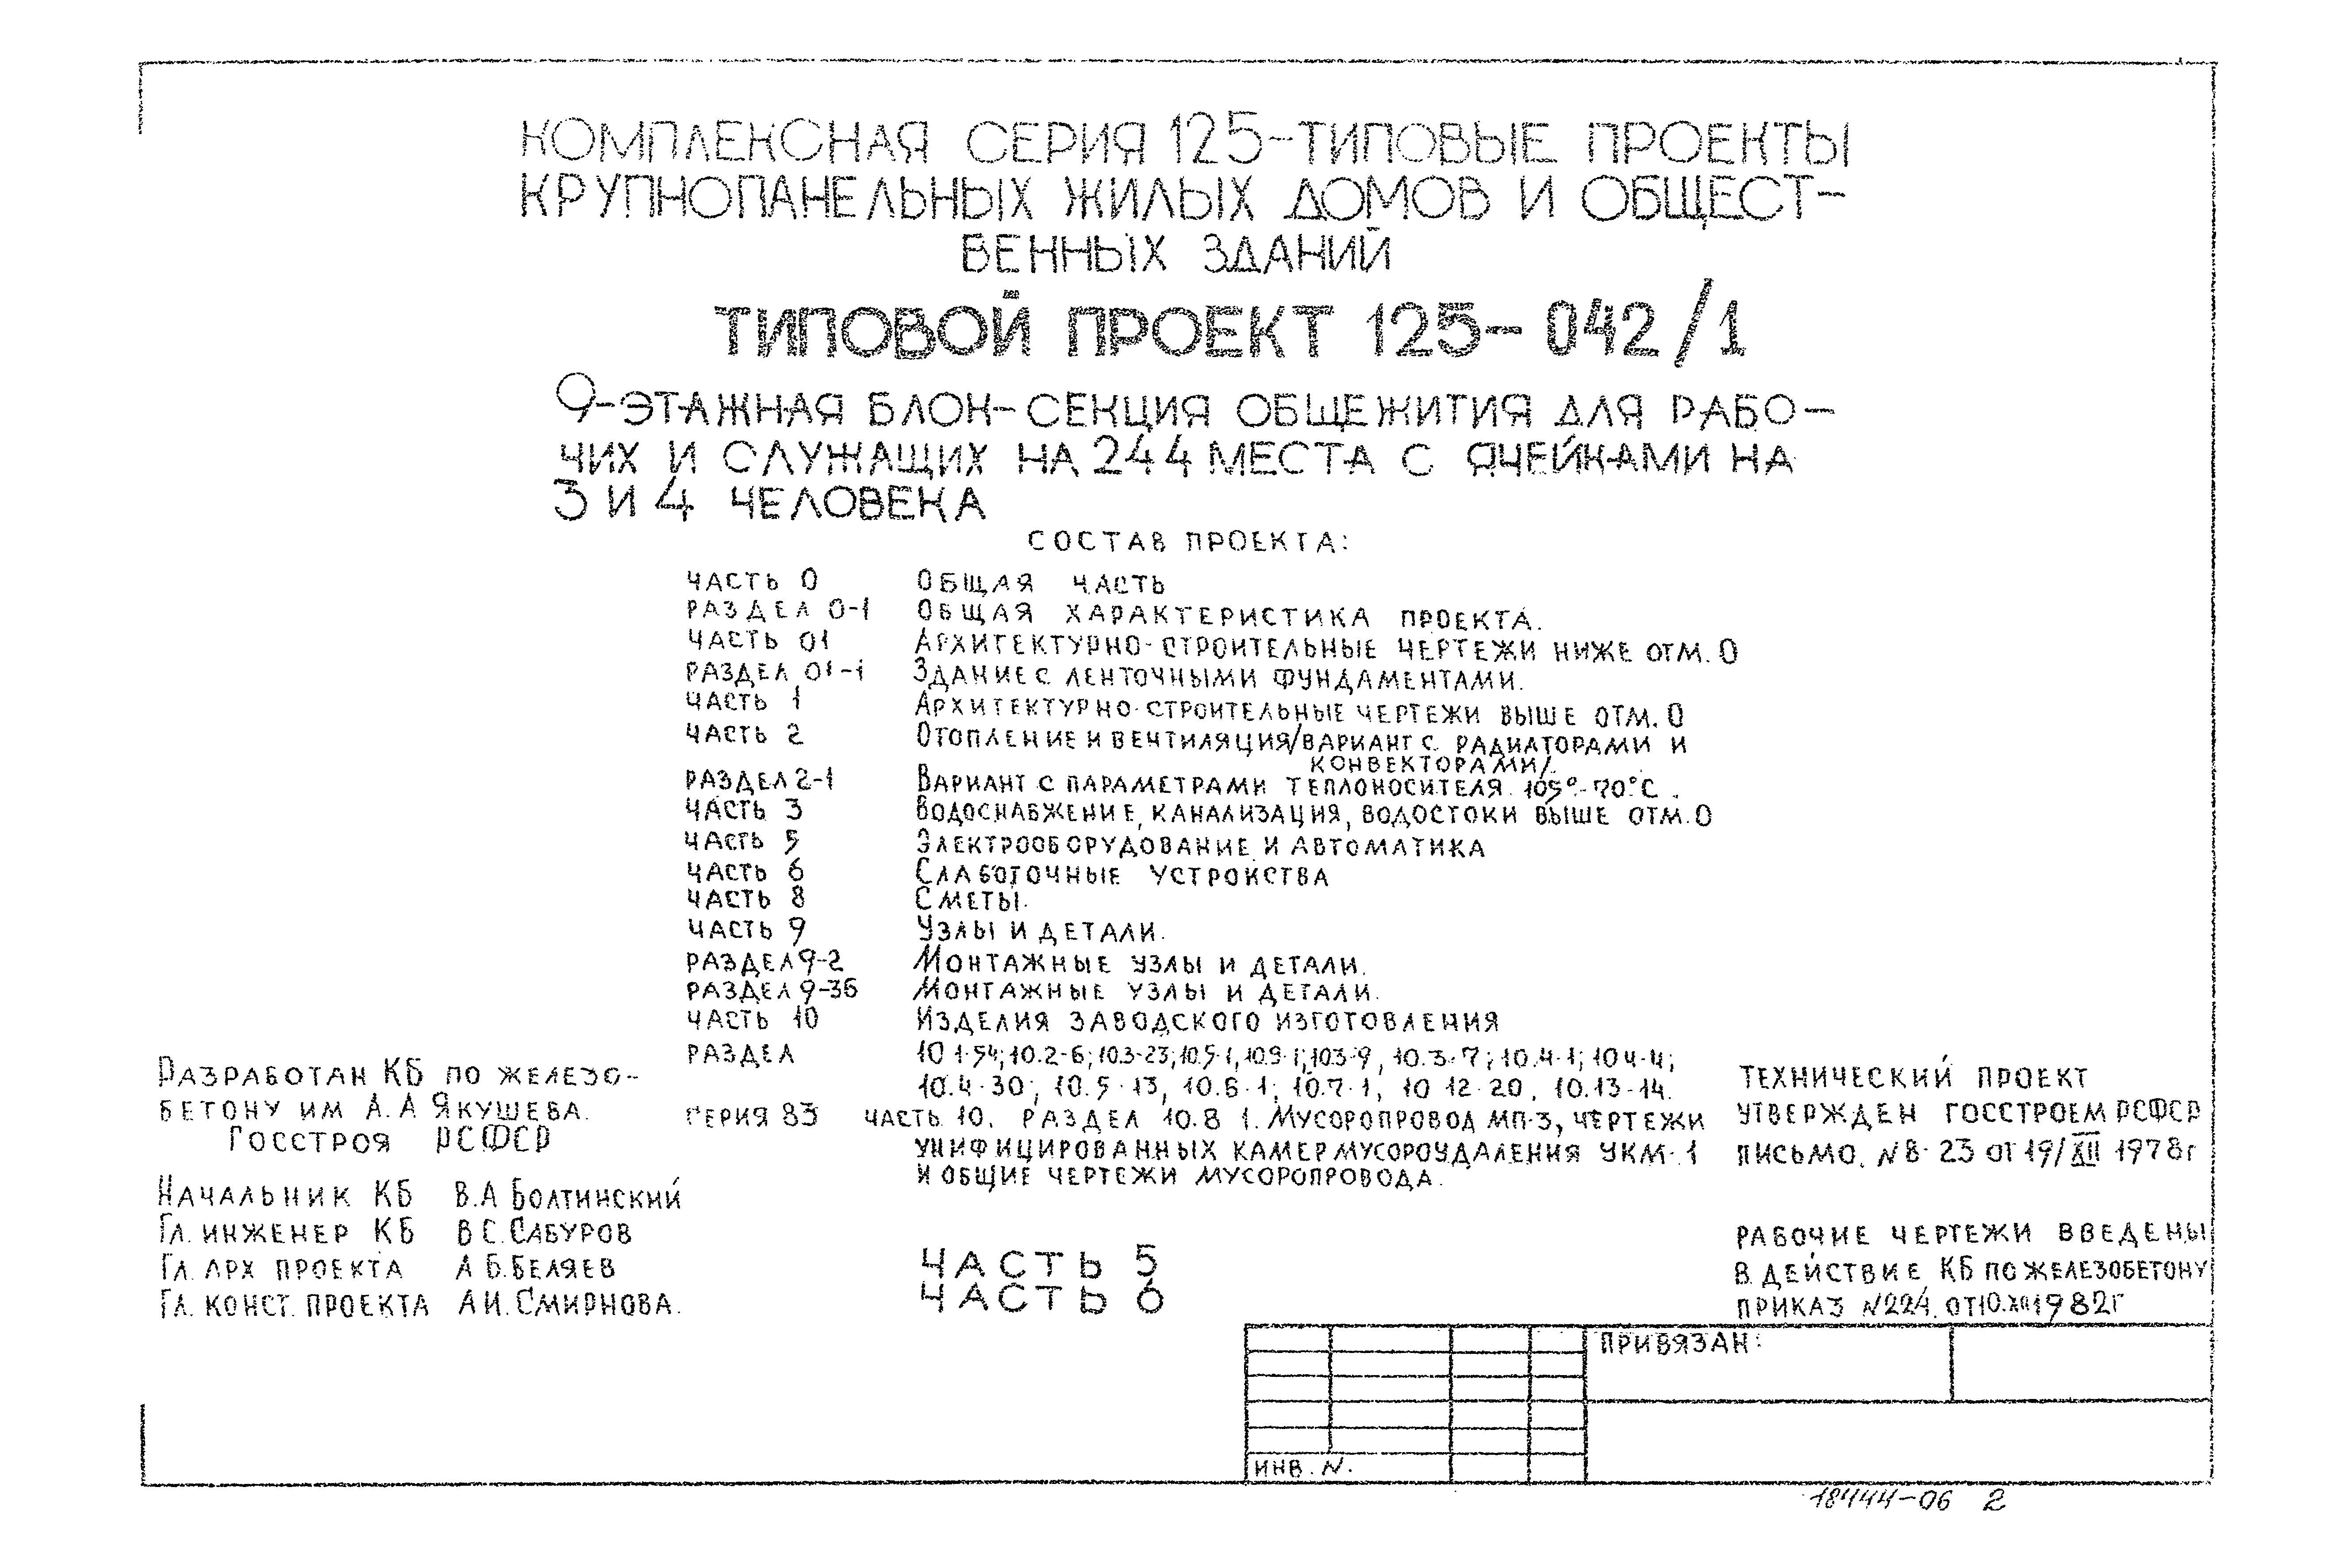 КОМПЛЕКСНАЯ СЕРИЯ 125-ТИПОВЫЕ ПРОЕКТЫ
КРУПНОПАНЕЛЬНЫХ ЖИЛЫХ ДОМОВ И ОБЩЕСТ-
ВЕННЫХ ЗДАНИЙ
ТИПОВОЙ ПРОЕКТ 125-042/1
9-ЭТАЖНАЯ БЛОК-СЕКЦИЯ ОБЩЕЖИТИЯ ДЛЯ РАБО-
ЧИХ И СЛУЖАЩИХ НА 244 МЕСТА С ЯЧЕЙКАМИ НА
3 И 4 ЧЕЛОВЕКА
СОСТАВ ПРОЕКТА:
ЧАСТЬ 0 ОБЩАЯ ЧАСТЬ
РАЗДЕЛ 0-1 ОБЩАЯ ХАРАКТЕРИСТИКА ПРОЕКТА.
ЧАСТЬ 01 АРХИТЕКТУРНО-СТРОИТЕЛЬНЫЕ ЧЕРТЕЖИ НИЖЕ ОТМ. 0
РАЗДЕЛ 01-1 ЗДАНИЕ С ЛЕНТОЧНЫМИ ФУНДАМЕНТАМИ.
ЧАСТЬ 1 АРХИТЕКТУРНО-СТРОИТЕЛЬНЫЕ ЧЕРТЕЖИ ВЫШЕ ОТМ. 0
ЧАСТЬ 2 ОТОПЛЕНИЕ И ВЕНТИЛЯЦИЯ/ВАРИАНТ С РАДИАТОРАМИ И
КОНВЕКТОРАМИ/.
РАЗДЕЛ 2-1 ВАРИАНТ С ПАРАМЕТРАМИ ТЕПЛОНОСИТЕЛЯ 105°-70°С.
ЧАСТЬ 3 ВОДОСНАБЖЕНИЕ, КАНАЛИЗАЦИЯ, ВОДОСТОКИ ВЫШЕ ОТМ. 0
ЧАСТЬ 5 ЭЛЕКТРООБОРУДОВАНИЕ И АВТОМАТИКА
ЧАСТЬ 6 СЛАБОТОЧНЫЕ УСТРОЙСТВА
ЧАСТЬ 8 СМЕТЫ.
ЧАСТЬ 9 УЗЛЫ И ДЕТАЛИ.
РАЗДЕЛ 9-2 МОНТАЖНЫЕ УЗЛЫ И ДЕТАЛИ.
РАЗДЕЛ 9-3Б МОНТАЖНЫЕ УЗЛЫ И ДЕТАЛИ.
ЧАСТЬ 10 ИЗДЕЛИЯ ЗАВОДСКОГО ИЗГОТОВЛЕНИЯ
РАЗДЕЛ 10 1-54; 10.2-6; 10.3-23; 10.5-1, 10.9-1; 10.3-9, 10.3-7; 10.4-1; 10 4-4;
10.4-30; 10.5-13, 10.6-1; 10.7-1, 10 12-20, 10.13-14.
СЕРИЯ 83 ЧАСТЬ 10. РАЗДЕЛ 10.8 1. МУСОРОПРОВОД МП-3, ЧЕРТЕЖИ
УНИФИЦИРОВАННЫХ КАМЕР МУСОРОУДАЛЕНИЯ УКМ-1
И ОБЩИЕ ЧЕРТЕЖИ МУСОРОПРОВОДА.
РАЗРАБОТАН КБ ПО ЖЕЛЕЗО-
БЕТОНУ ИМ А.А ЯКУШЕВА.
ГОССТРОЯ РСФСР
НАЧАЛЬНИК КБ В.А БОЛТИНСКИЙ
ГЛ. ИНЖЕНЕР КБ В С. САБУРОВ
ГЛ. АРХ ПРОЕКТА А Б. БЕЛЯЕВ
ГЛ. КОНСТ. ПРОЕКТА А И. СМИРНОВА.
ТЕХНИЧЕСКИЙ ПРОЕКТ
УТВЕРЖДЕН ГОССТРОЕМ РСФСР
ПИСЬМО. N 8-23 ОТ 19/XII 1978г
РАБОЧИЕ ЧЕРТЕЖИ ВВЕДЕНЫ
В ДЕЙСТВИЕ КБ ПО ЖЕЛЕЗОБЕТОНУ
ПРИКАЗ N224. ОТ 10.XII 1982Г
ЧАСТЬ 5
ЧАСТЬ 6
ПРИВЯЗАН:
ИНВ. N.
18444-06 2